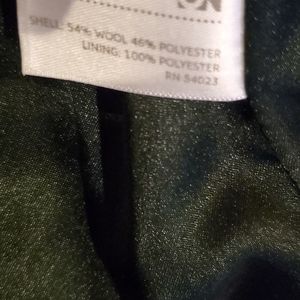 SHELL: 54% WOOL 46% POLYESTER
LINING: 100% POLYESTER
RN 54023